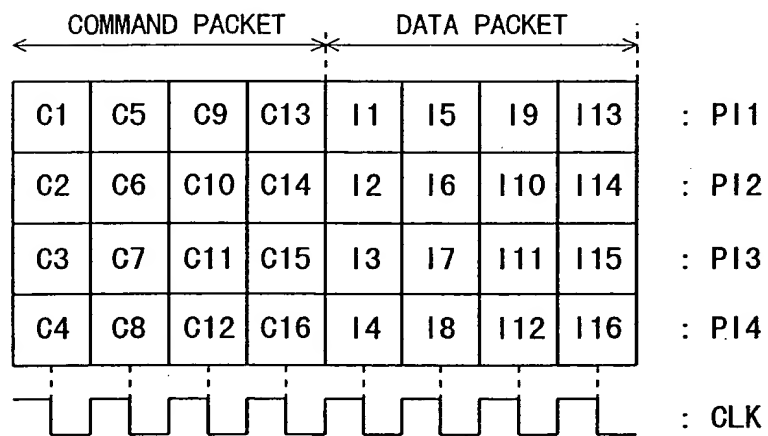 COMMAND PACKET DATA PACKET
C1 C5 C9 C13 I1 I5 I9 I13 : PI1
C2 C6 C10 C14 I2 I6 I10 I14 : PI2
C3 C7 C11 C15 I3 I7 I11 I15 : PI3
C4 C8 C12 C16 I4 I8 I12 I16 : PI4
: CLK